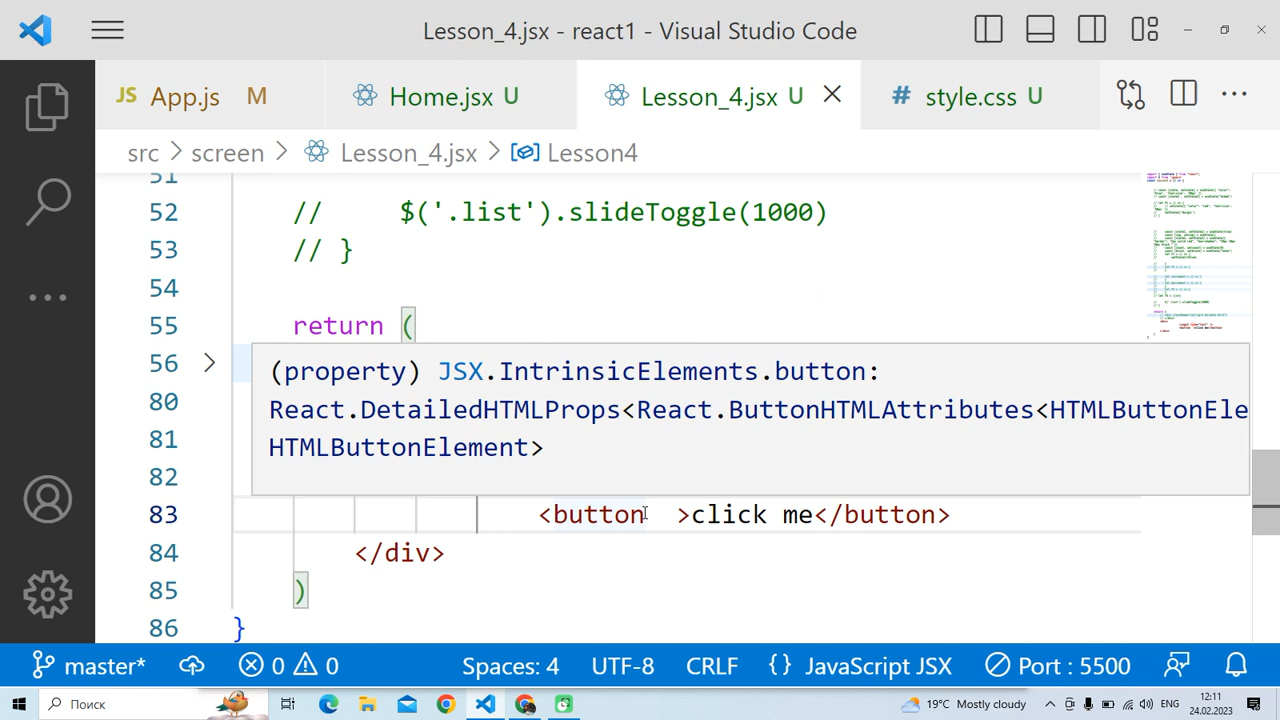 Lesson_4.jsx - react1 - Visual Studio Code
JS App.js M
Home.jsx U
Lesson_4.jsx U
# style.css U
src > screen > Lesson_4.jsx > Lesson4
51
52 // $('.list').slideToggle(1000)
53 // }
54
55 return (
56
(property) JSX.IntrinsicElements.button:
React.DetailedHTMLProps<React.ButtonHTMLAttributes<HTMLButtonEle
HTMLButtonElement>
80
81
82
83 <button >click me</button>
84 </div>
85 )
86 }
master* 0 0 Spaces: 4 UTF-8 CRLF {} JavaScript JSX Port : 5500
Поиск
19°C Mostly cloudy
ENG
12:11
24.02.2023